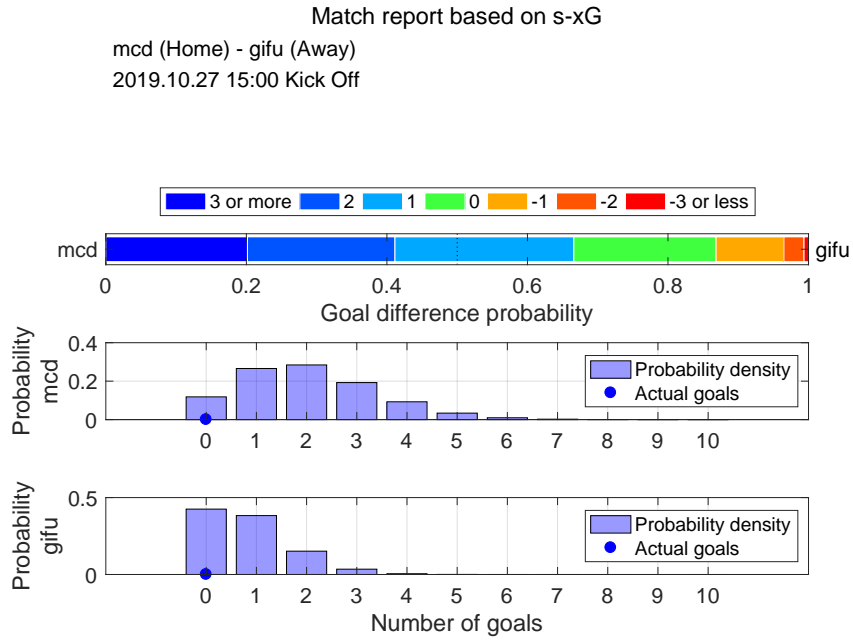 Match report based on s-xG
mcd (Home) - gifu (Away)
2019.10.27 15:00 Kick Off
3 or more 2 1 0 -1 -2 -3 or less
mcd gifu
0 0.2 0.4 0.6 0.8 1
Goal difference probability
Probability
mcd
0.4
0.2
0
Probability density
Actual goals
0 1 2 3 4 5 6 7 8 9 10
Probability
gifu
0.5
0
Probability density
Actual goals
0 1 2 3 4 5 6 7 8 9 10
Number of goals